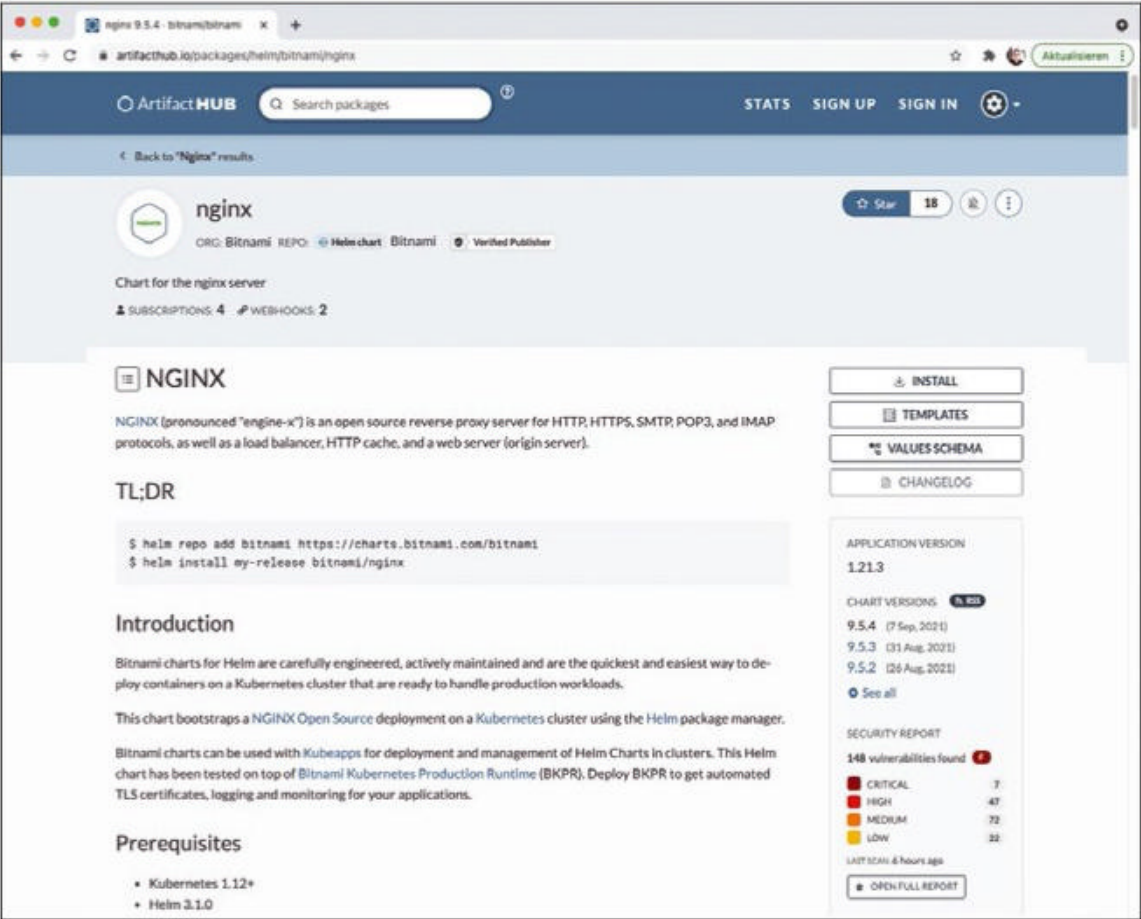 nginx 9.5.4 · bitnami/bitnami
artifacthub.io/packages/helm/bitnami/nginx
Aktualisieren
Artifact HUB
Search packages
STATS SIGN UP SIGN IN
Back to "Nginx" results
nginx
Star 18
ORG: Bitnami REPO: Helm chart Bitnami Verified Publisher
Chart for the nginx server
SUBSCRIPTIONS: 4 WEBHOOKS: 2
NGINX
NGINX (pronounced "engine-x") is an open source reverse proxy server for HTTP, HTTPS, SMTP, POP3, and IMAP
protocols, as well as a load balancer, HTTP cache, and a web server (origin server).
TL;DR
$ helm repo add bitnami https://charts.bitnami.com/bitnami
$ helm install my-release bitnami/nginx
Introduction
Bitnami charts for Helm are carefully engineered, actively maintained and are the quickest and easiest way to de-
ploy containers on a Kubernetes cluster that are ready to handle production workloads.
This chart bootstraps a NGINX Open Source deployment on a Kubernetes cluster using the Helm package manager.
Bitnami charts can be used with Kubeapps for deployment and management of Helm Charts in clusters. This Helm
chart has been tested on top of Bitnami Kubernetes Production Runtime (BKPR). Deploy BKPR to get automated
TLS certificates, logging and monitoring for your applications.
Prerequisites
• Kubernetes 1.12+
• Helm 3.1.0
INSTALL
TEMPLATES
VALUES SCHEMA
CHANGELOG
APPLICATION VERSION
1.21.3
CHART VERSIONS RSS
9.5.4 (7 Sep, 2021)
9.5.3 (31 Aug, 2021)
9.5.2 (26 Aug, 2021)
See all
SECURITY REPORT
148 vulnerabilities found F
CRITICAL 7
HIGH 47
MEDIUM 72
LOW 22
LAST SCAN: 6 hours ago
OPEN FULL REPORT